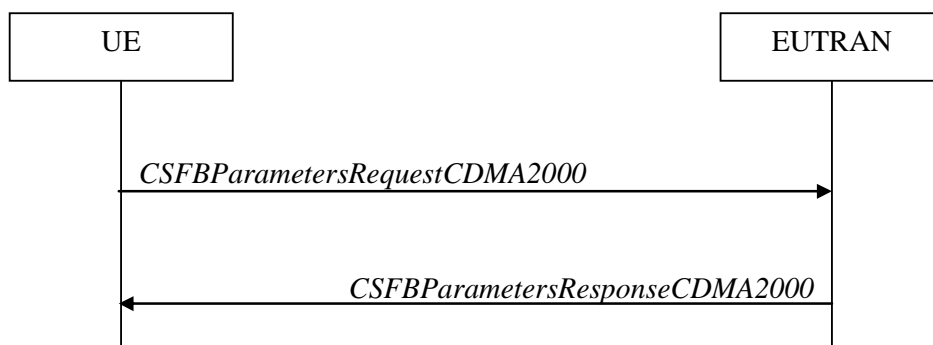 UE
EUTRAN
CSFBParametersRequestCDMA2000
CSFBParametersResponseCDMA2000